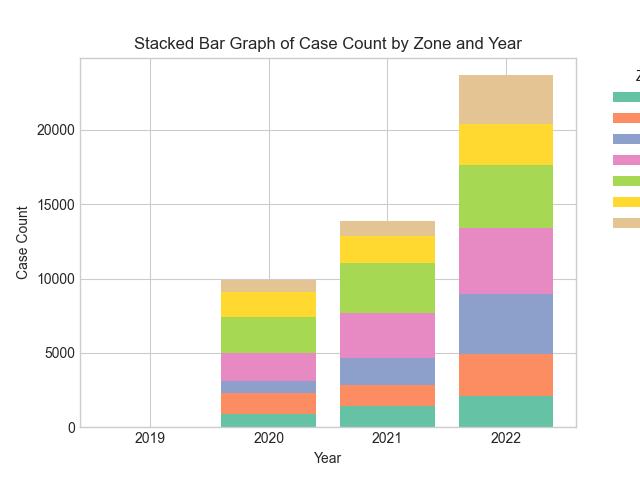 Stacked Bar Graph of Case Count by Zone and Year
Z
20000
15000
10000
5000
0
Case Count
2019 2020 2021 2022
Year